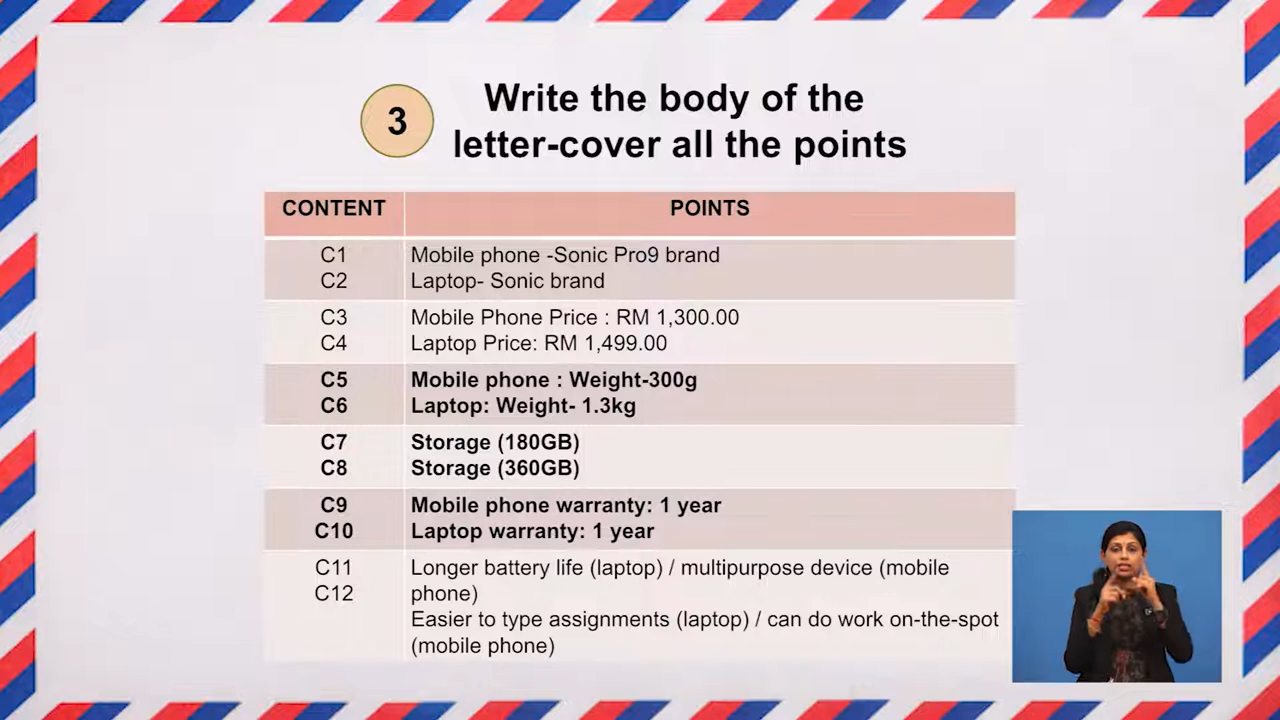 3
Write the body of the
letter-cover all the points
CONTENT POINTS
C1 Mobile phone -Sonic Pro9 brand
C2 Laptop- Sonic brand
C3 Mobile Phone Price : RM 1,300.00
C4 Laptop Price: RM 1,499.00
C5 Mobile phone : Weight-300g
C6 Laptop: Weight- 1.3kg
C7 Storage (180GB)
C8 Storage (360GB)
C9 Mobile phone warranty: 1 year
C10 Laptop warranty: 1 year
C11 Longer battery life (laptop) / multipurpose device (mobile
C12 phone)
Easier to type assignments (laptop) / can do work on-the-spot
(mobile phone)